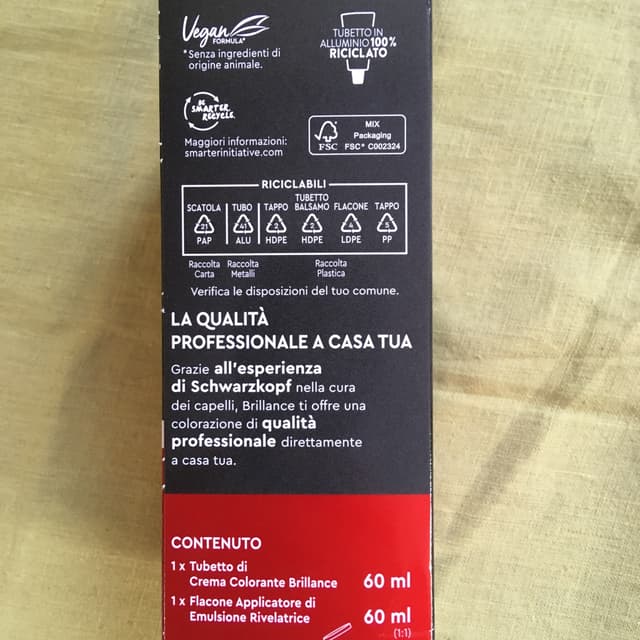 Vegan
FORMULA*
*Senza ingredienti di
origine animale.
TUBETTO IN
ALLUMINIO 100%
RICICLATO
BE
SMARTER.
RECYCLE.
Maggiori informazioni:
smarterinitiative.com
FSC
MIX
Packaging
FSC® C002324
RICICLABILI
SCATOLA TUBO TAPPO TUBETTO BALSAMO FLACONE TAPPO
21 41 2 2 4 5
PAP ALU HDPE HDPE LDPE PP
Raccolta Carta Raccolta Metalli Raccolta Plastica
Verifica le disposizioni del tuo comune.
LA QUALITÀ
PROFESSIONALE A CASA TUA
Grazie all'esperienza
di Schwarzkopf nella cura
dei capelli, Brillance ti offre una
colorazione di qualità
professionale direttamente
a casa tua.
CONTENUTO
1 x Tubetto di
Crema Colorante Brillance 60 ml
1 x Flacone Applicatore di
Emulsione Rivelatrice 60 ml
(1:1)